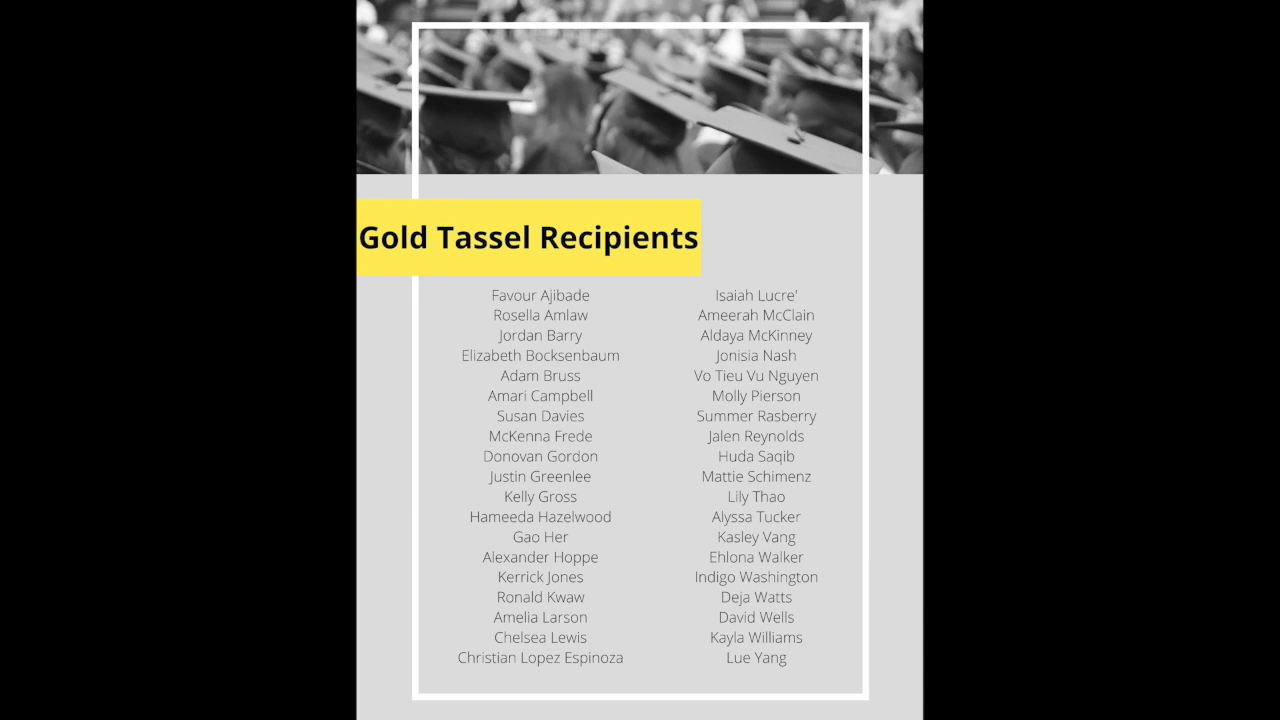 Gold Tassel Recipients
Favour Ajibade
Rosella Amlaw
Jordan Barry
Elizabeth Bocksenbaum
Adam Bruss
Amari Campbell
Susan Davies
McKenna Frede
Donovan Gordon
Justin Greenlee
Kelly Gross
Hameeda Hazelwood
Gao Her
Alexander Hoppe
Kerrick Jones
Ronald Kwaw
Amelia Larson
Chelsea Lewis
Christian Lopez Espinoza
Isaiah Lucre'
Ameerah McClain
Aldaya McKinney
Jonisia Nash
Vo Tieu Vu Nguyen
Molly Pierson
Summer Rasberry
Jalen Reynolds
Huda Saqib
Mattie Schimenz
Lily Thao
Alyssa Tucker
Kasley Vang
Ehlona Walker
Indigo Washington
Deja Watts
David Wells
Kayla Williams
Lue Yang